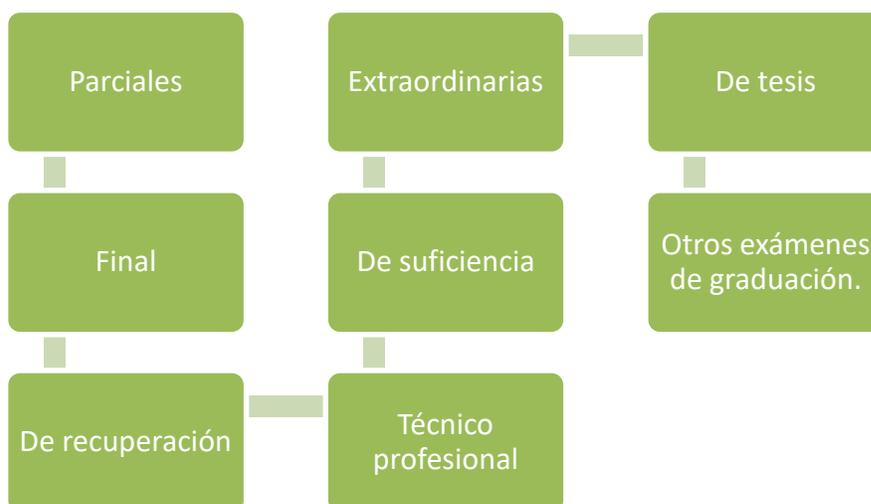 Parciales
Final
De recuperación
Técnico
profesional
De suficiencia
Extraordinarias
De tesis
Otros exámenes
de graduación.